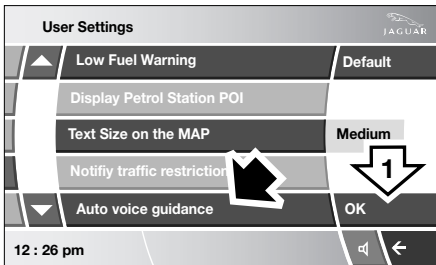 User Settings
JAGUAR
Low Fuel Warning Default
Display Petrol Station POI
Text Size on the MAP Medium
Notifiy traffic restriction
1
Auto voice guidance OK
12 : 26 pm